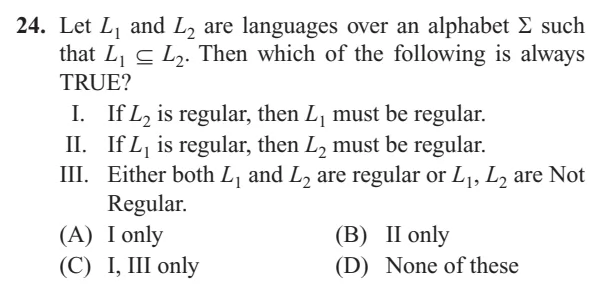 24. Let L₁ and L₂ are languages over an alphabet Σ such
that L₁ ⊆ L₂. Then which of the following is always
TRUE?
I. If L₂ is regular, then L₁ must be regular.
II. If L₁ is regular, then L₂ must be regular.
III. Either both L₁ and L₂ are regular or L₁, L₂ are Not
Regular.
(A) I only (B) II only
(C) I, III only (D) None of these